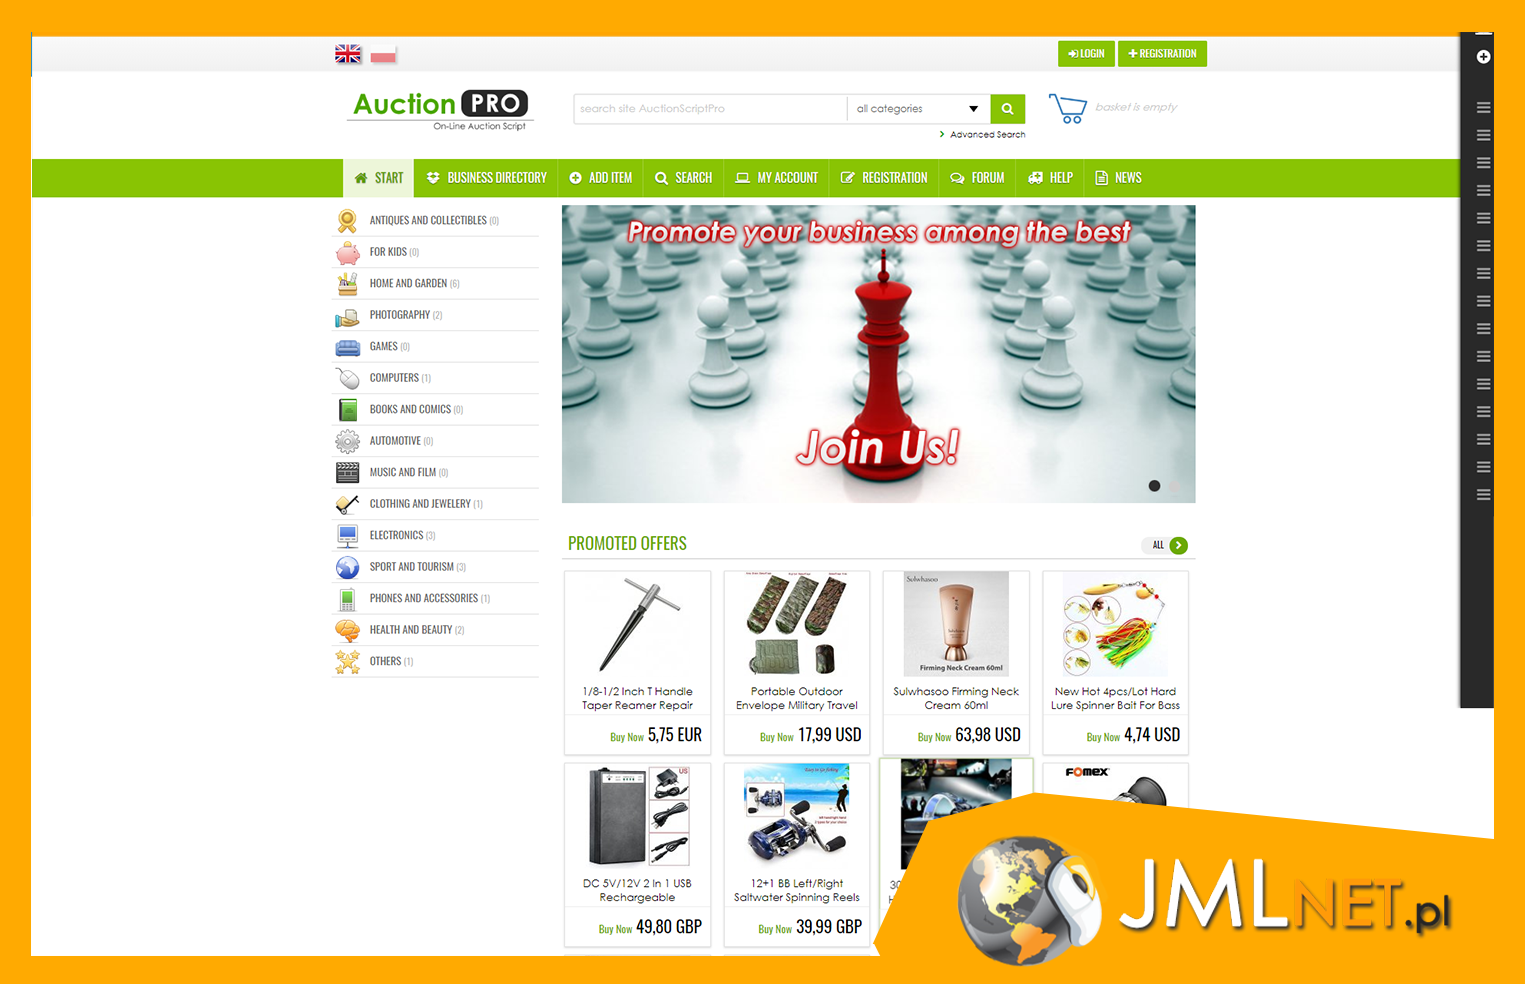 LOGIN
REGISTRATION
Auction PRO
On-Line Auction Script
search site AuctionScriptPro
all categories
basket is empty
Advanced Search
START
BUSINESS DIRECTORY
ADD ITEM
SEARCH
MY ACCOUNT
REGISTRATION
FORUM
HELP
NEWS
ANTIQUES AND COLLECTIBLES (0)
FOR KIDS (0)
HOME AND GARDEN (6)
PHOTOGRAPHY (2)
GAMES (0)
COMPUTERS (1)
BOOKS AND COMICS (0)
AUTOMOTIVE (0)
MUSIC AND FILM (0)
CLOTHING AND JEWELERY (1)
ELECTRONICS (3)
SPORT AND TOURISM (3)
PHONES AND ACCESSORIES (1)
HEALTH AND BEAUTY (2)
OTHERS (1)
Promote your business among the best
Join Us!
PROMOTED OFFERS
ALL
1/8-1/2 Inch T Handle
Taper Reamer Repair
Buy Now 5,75 EUR
Portable Outdoor
Envelope Military Travel
Buy Now 17,99 USD
Sulwhasoo
Firming Neck Cream 60ml
Sulwhasoo Firming Neck
Cream 60ml
Buy Now 63,98 USD
New Hot 4pcs/Lot Hard
Lure Spinner Bait For Bass
Buy Now 4,74 USD
US
DC 5V/12V 2 In 1 USB
Rechargeable
Buy Now 49,80 GBP
12+1 BB Left/Right
Saltwater Spinning Reels
Buy Now 39,99 GBP
30
H
FOMEX
JMLNET.pl